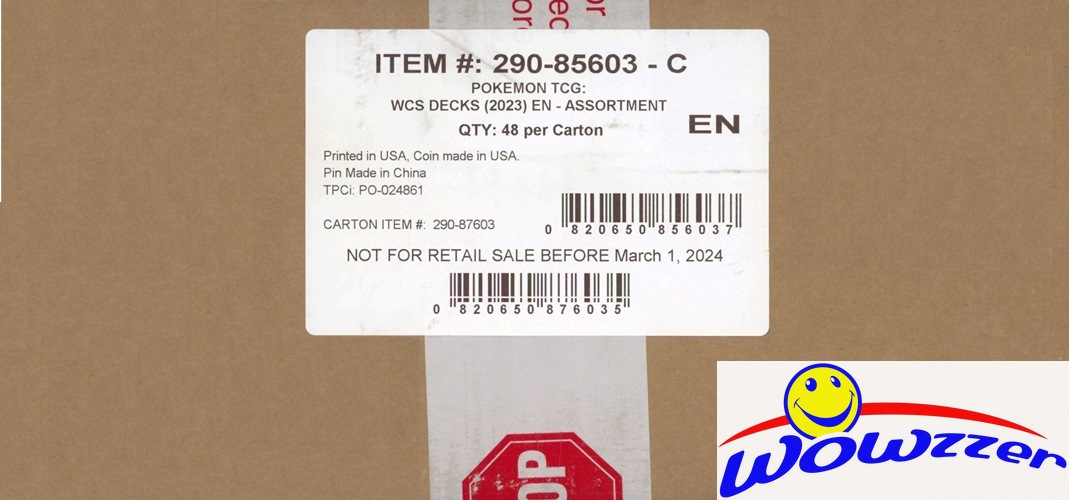 ITEM #: 290-85603 - C
POKEMON TCG:
WCS DECKS (2023) EN - ASSORTMENT
QTY: 48 per Carton
EN
Printed in USA, Coin made in USA.
Pin Made in China
TPCi: PO-024861
CARTON ITEM #: 290-87603
0 820650 856037
NOT FOR RETAIL SALE BEFORE March 1, 2024
0 820650 876035
wowzzer